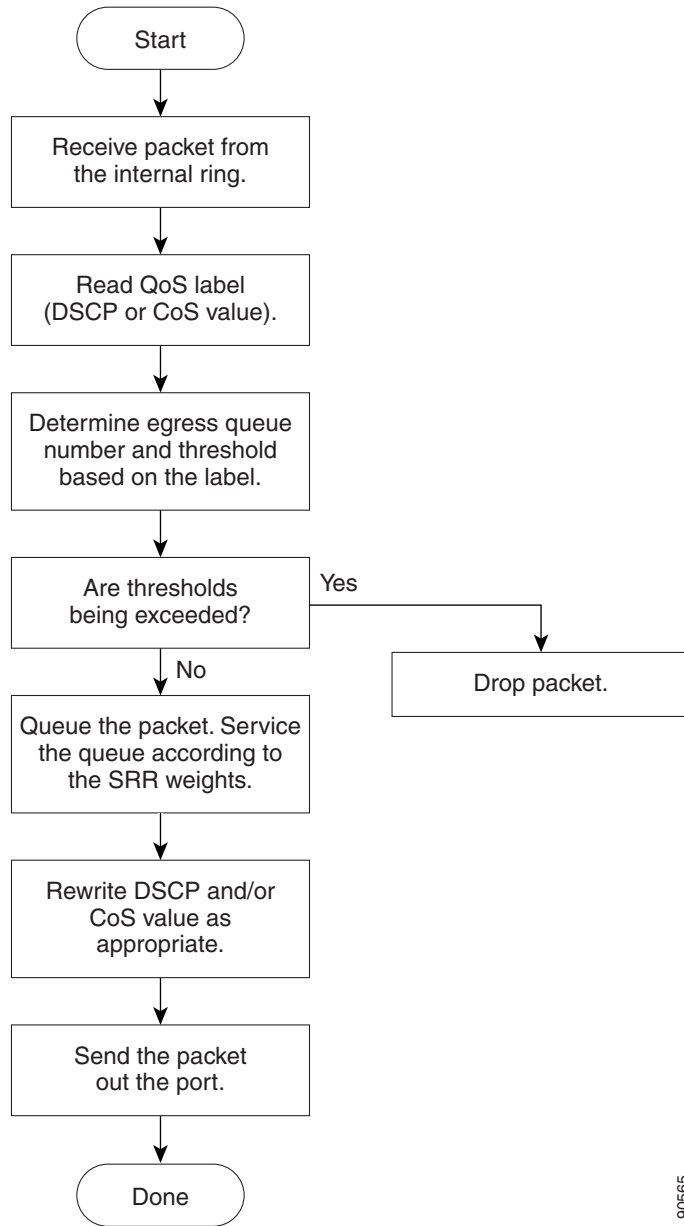 Start
Receive packet from
the internal ring.
Read QoS label
(DSCP or CoS value).
Determine egress queue
number and threshold
based on the label.
Are thresholds
being exceeded?
Yes
No
Drop packet.
Queue the packet. Service
the queue according to
the SRR weights.
Rewrite DSCP and/or
CoS value as
appropriate.
Send the packet
out the port.
Done
90565